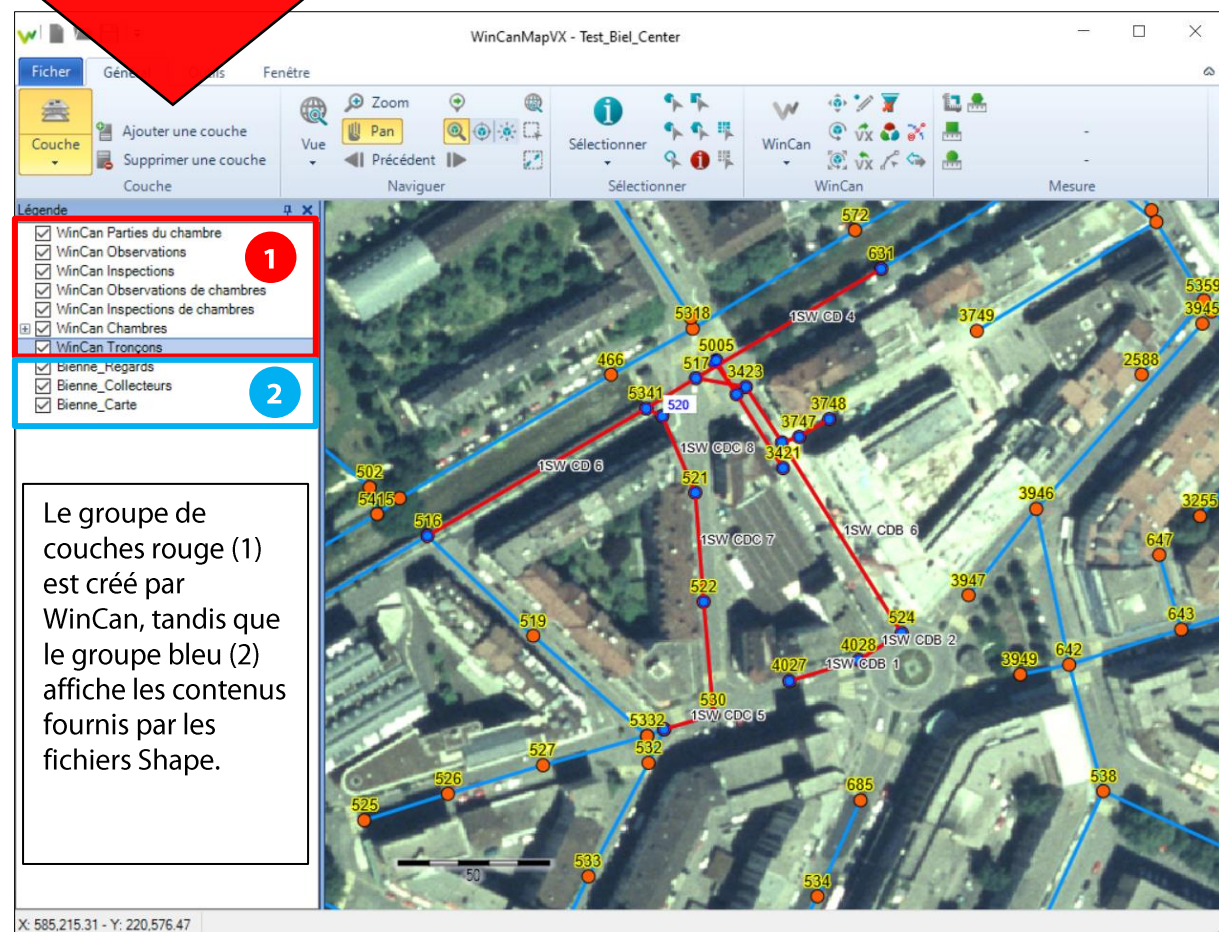 WinCanMapVX - Test_Biel_Center
Ficher
Fenêtre
Couche
Ajouter une couche
Supprimer une couche
Couche
Vue
Zoom
Pan
Précédent
Naviguer
Sélectionner
Sélectionner
WinCan
WinCan
-
-
Mesure
Légende
WinCan Parties du chambre
WinCan Observations
WinCan Inspections
WinCan Observations de chambres
WinCan Inspections de chambres
WinCan Chambres
WinCan Tronçons
1
Bienne_Regards
Bienne_Collecteurs
Bienne_Carte
2
Le groupe de
couches rouge (1)
est créé par
WinCan, tandis que
le groupe bleu (2)
affiche les contenus
fournis par les
fichiers Shape.
572
631
5359
3945
5318
1SW CD 4
3749
5005
517
3423
466
2588
5341
520
3748
3747
1SW CDC 8
3421
1SW CD 6
502
521
5415
3946
3255
516
1SW CDC 7
1SW CDB 6
647
522
3947
519
524
643
4028
1SW CDB 2
4027
1SW CDB 1
3949
642
530
5332
1SW CDC 5
532
527
526
538
525
685
50
533
534
X: 585,215.31 - Y: 220,576.47